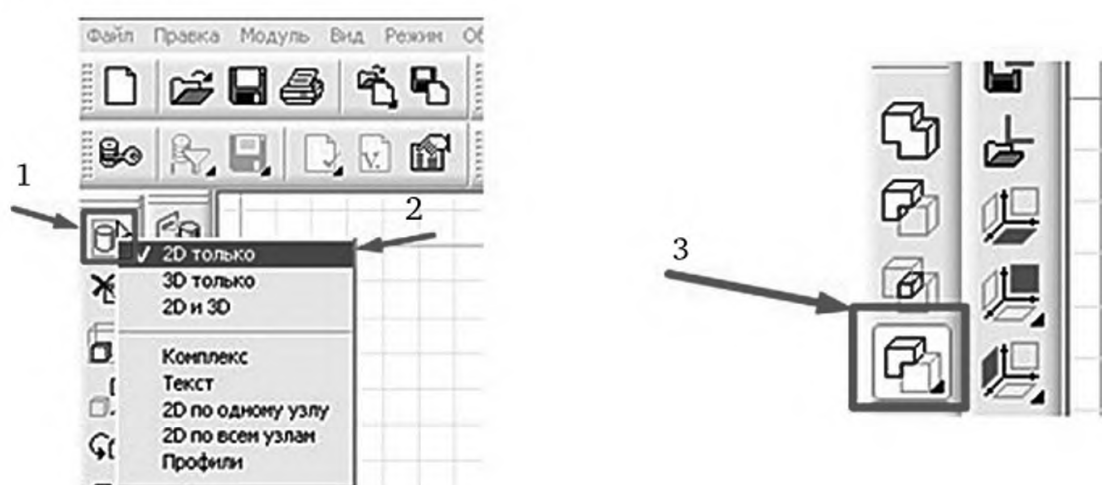 Файл Правка Модуль Вид Режим Об
1
2
✓ 2D только
3D только
2D и 3D
Комплекс
Текст
2D по одному узлу
2D по всем узлам
Профили
V.
3